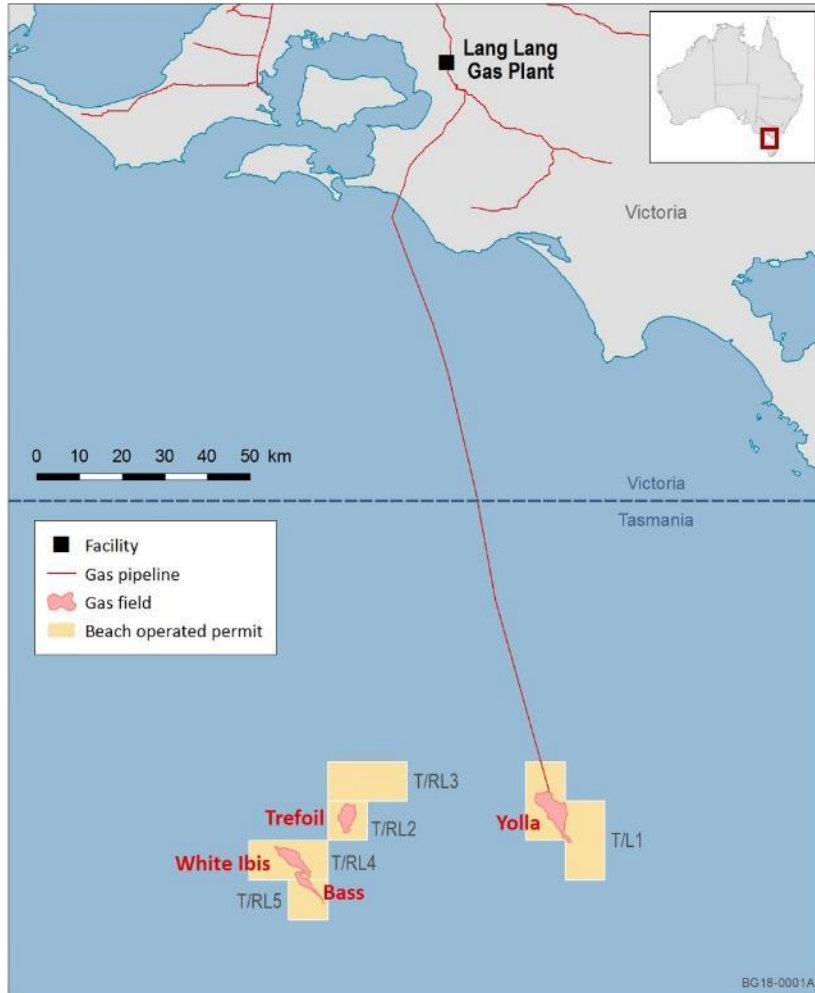 Lang Lang
Gas Plant
Victoria
0 10 20 30 40 50 km
Victoria
Tasmania
Facility
Gas pipeline
Gas field
Beach operated permit
T/RL3
Trefoil
T/RL2
Yolla
T/L1
White Ibis
T/RL4
T/RL5
Bass
BG18-0001A